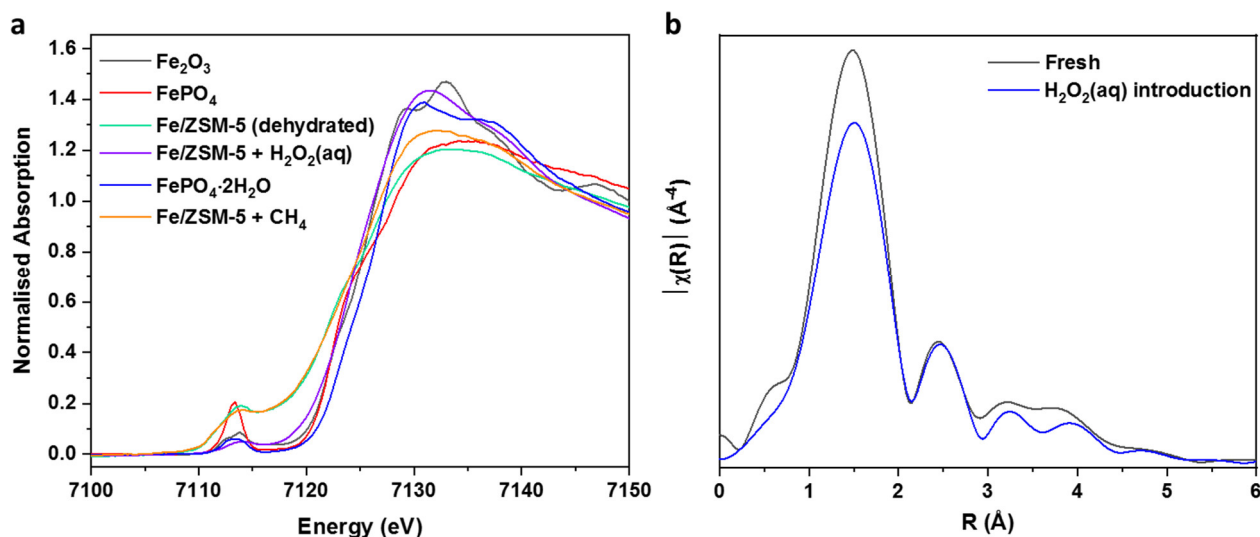 a
Fe₂O₃
FePO₄
Fe/ZSM-5 (dehydrated)
Fe/ZSM-5 + H₂O₂(aq)
FePO₄·2H₂O
Fe/ZSM-5 + CH₄
Normalised Absorption
1.6
1.4
1.2
1.0
0.8
0.6
0.4
0.2
0.0
7100
7110
7120
7130
7140
7150
Energy (eV)
b
Fresh
H₂O₂(aq) introduction
|χ(R)| (Å⁻⁴)
0
1
2
3
4
5
6
R (Å)